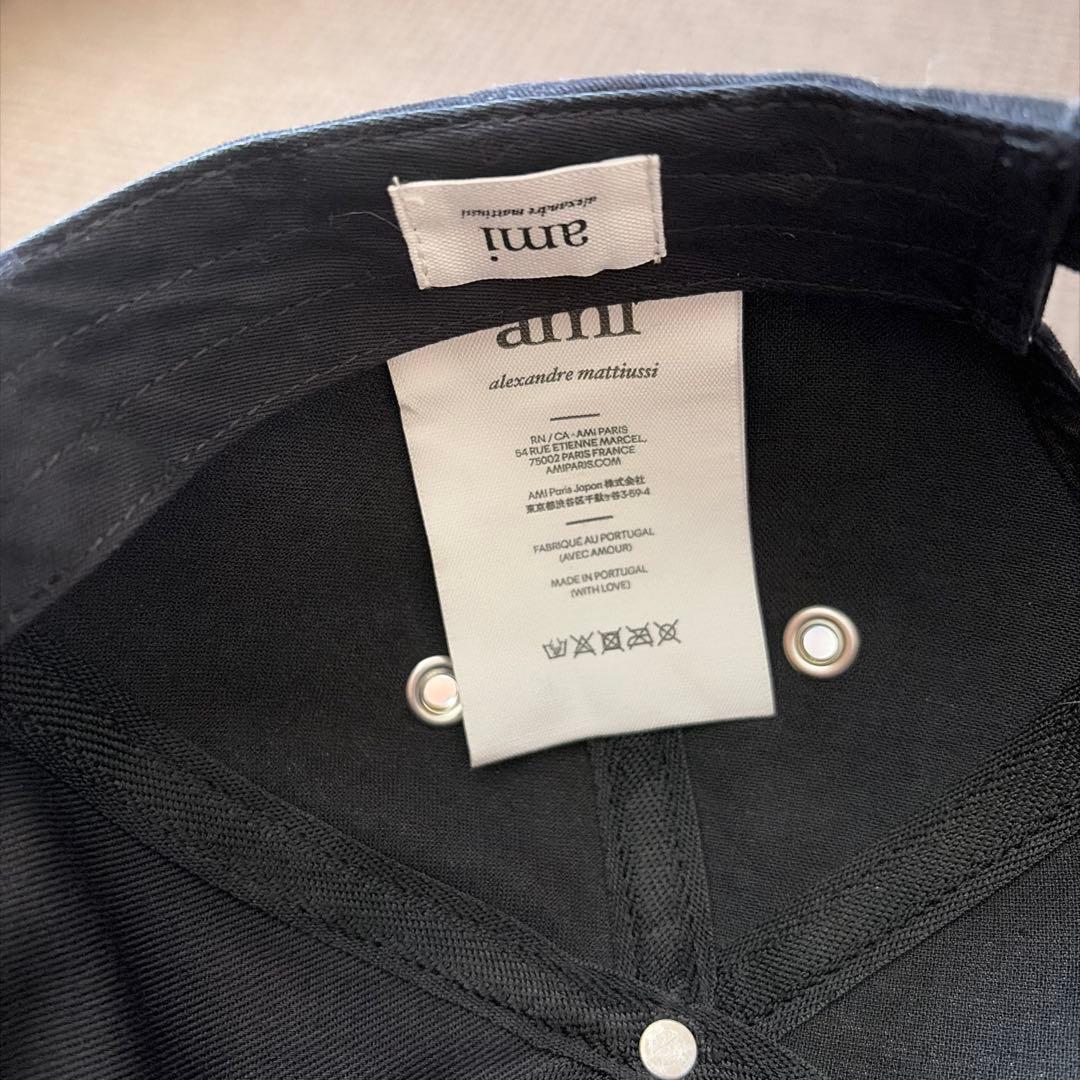 ami
alexandre mattiussi
ami
alexandre mattiussi
RN / CA - AMI PARIS
54 RUE ETIENNE MARCEL,
75002 PARIS FRANCE
AMIPARIS.COM
AMI Paris Japon 株式会社
東京都渋谷区千駄ヶ谷3-59-4
FABRIQUÉ AU PORTUGAL
(AVEC AMOUR)
MADE IN PORTUGAL
(WITH LOVE)